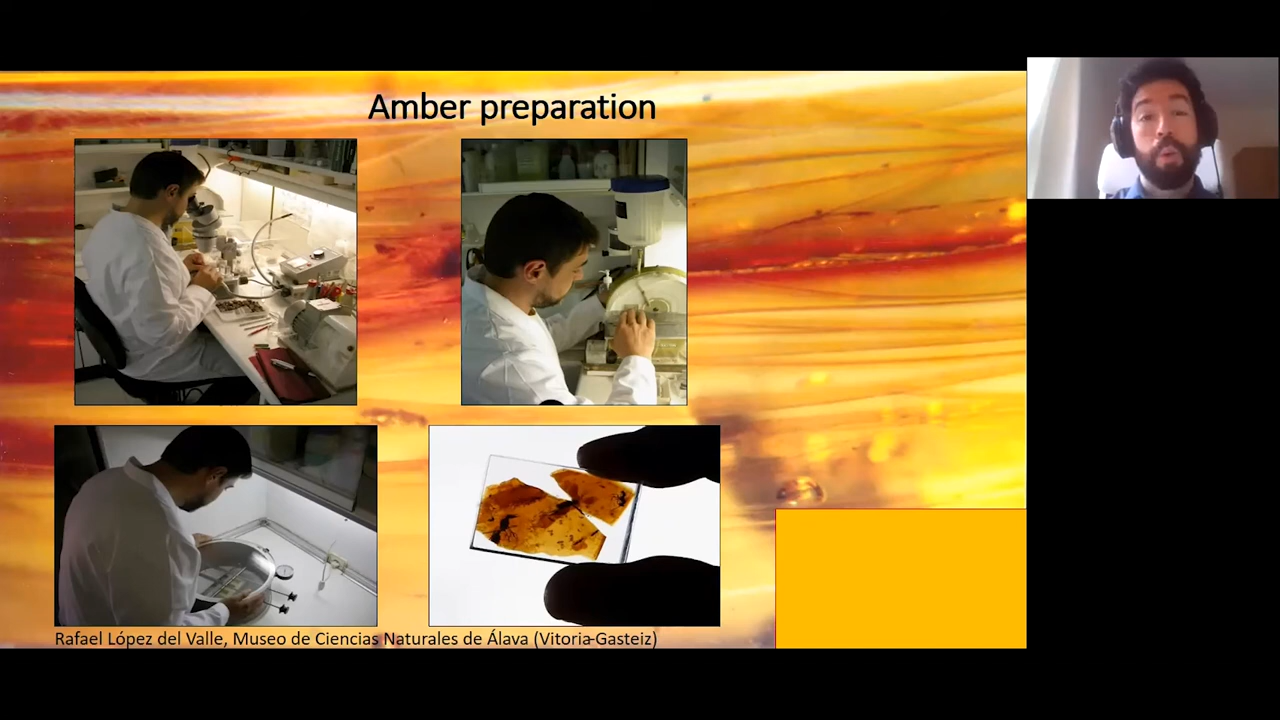 Amber preparation
Rafael López del Valle, Museo de Ciencias Naturales de Álava (Vitoria-Gasteiz)